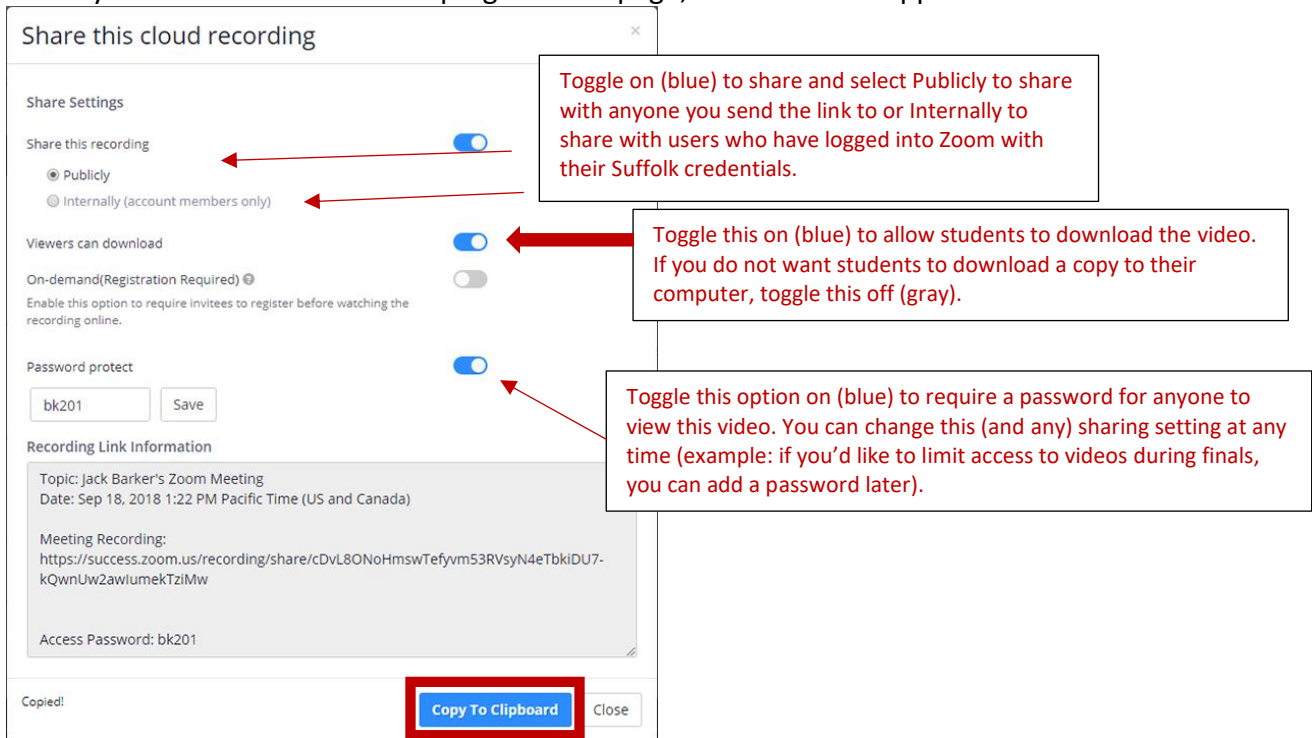 Share this cloud recording
×
Share Settings
Share this recording
Publicly
Internally (account members only)
Viewers can download
On-demand(Registration Required)
Enable this option to require invitees to register before watching the
recording online.
Password protect
bk201
Save
Recording Link Information
Topic: Jack Barker's Zoom Meeting
Date: Sep 18, 2018 1:22 PM Pacific Time (US and Canada)
Meeting Recording:
https://success.zoom.us/recording/share/cDvL8ONoHmswTefyvm53RVsyN4eTbkiDU7-
kQwnUw2awIumekTziMw
Access Password: bk201
Copied!
Copy To Clipboard
Close
Toggle on (blue) to share and select Publicly to share
with anyone you send the link to or Internally to
share with users who have logged into Zoom with
their Suffolk credentials.
Toggle this on (blue) to allow students to download the video.
If you do not want students to download a copy to their
computer, toggle this off (gray).
Toggle this option on (blue) to require a password for anyone to
view this video. You can change this (and any) sharing setting at any
time (example: if you’d like to limit access to videos during finals,
you can add a password later).